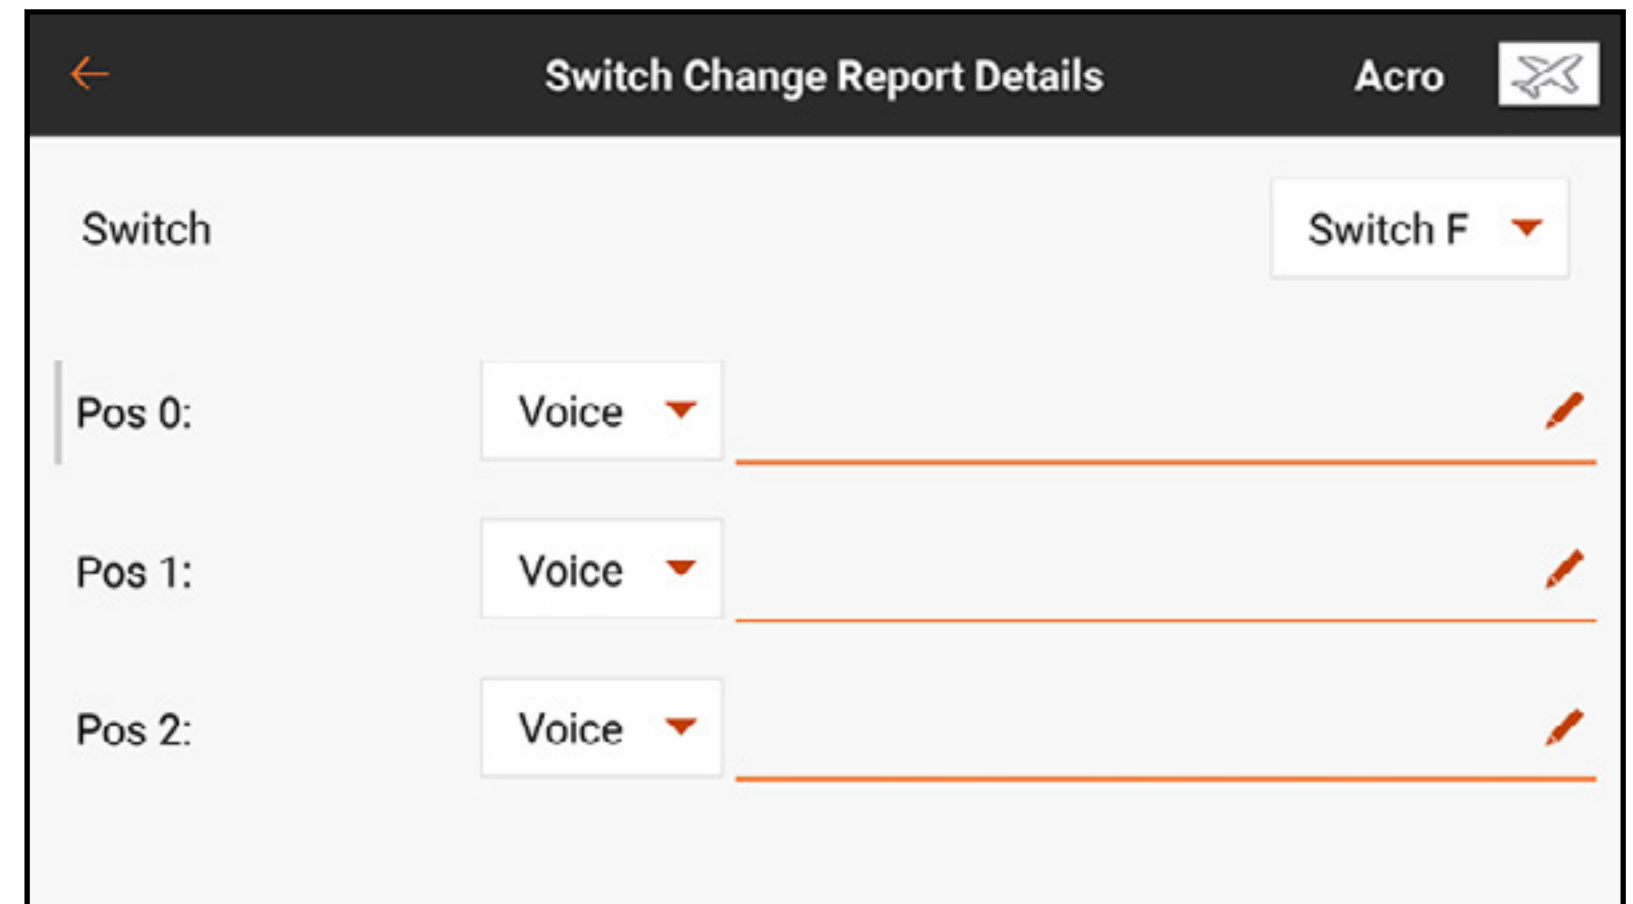 Switch Change Report Details Acro
Switch Switch F
Pos 0: Voice
Pos 1: Voice
Pos 2: Voice